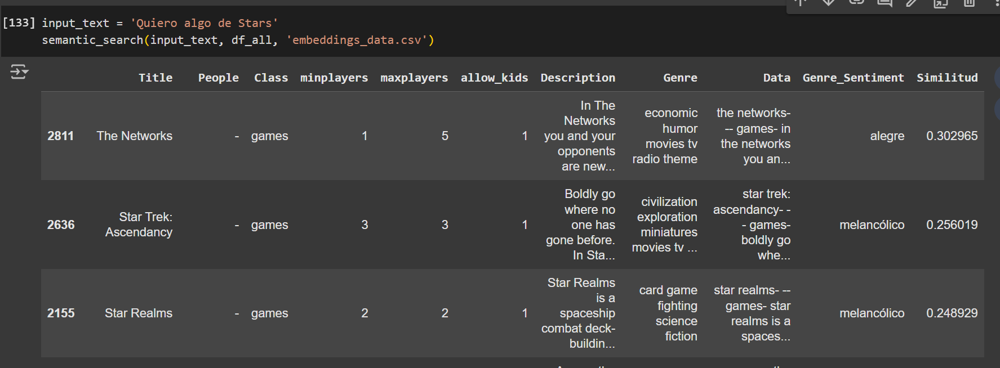 [133] input_text = 'Quiero algo de Stars'
semantic_search(input_text, df_all, 'embeddings_data.csv')
Title People Class minplayers maxplayers allow_kids Description Genre Data Genre_Sentiment Similitud
2811 The Networks - games 1 5 1 In The Networks you and your opponents are new... economic humor movies tv radio theme the networks- -- games- in the networks you an... alegre 0.302965
2636 Star Trek: Ascendancy - games 3 3 1 Boldly go where no one has gone before. In Sta... civilization exploration miniatures movies tv ... star trek: ascendancy- -- games- boldly go whe... melancólico 0.256019
2155 Star Realms - games 2 2 1 Star Realms is a spaceship combat deck-buildin... card game fighting science fiction star realms- -- games- star realms is a spaces... melancólico 0.248929